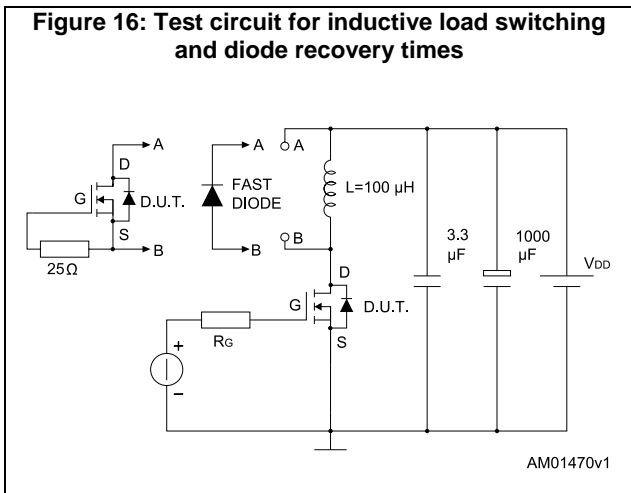 Figure 16: Test circuit for inductive load switching
and diode recovery times
A
D
G
D.U.T.
S
B
25Ω
A
FAST
DIODE
B
A
L=100 µH
B
D
G
D.U.T.
S
RG
+
−
3.3
µF
1000
µF
VDD
AM01470v1